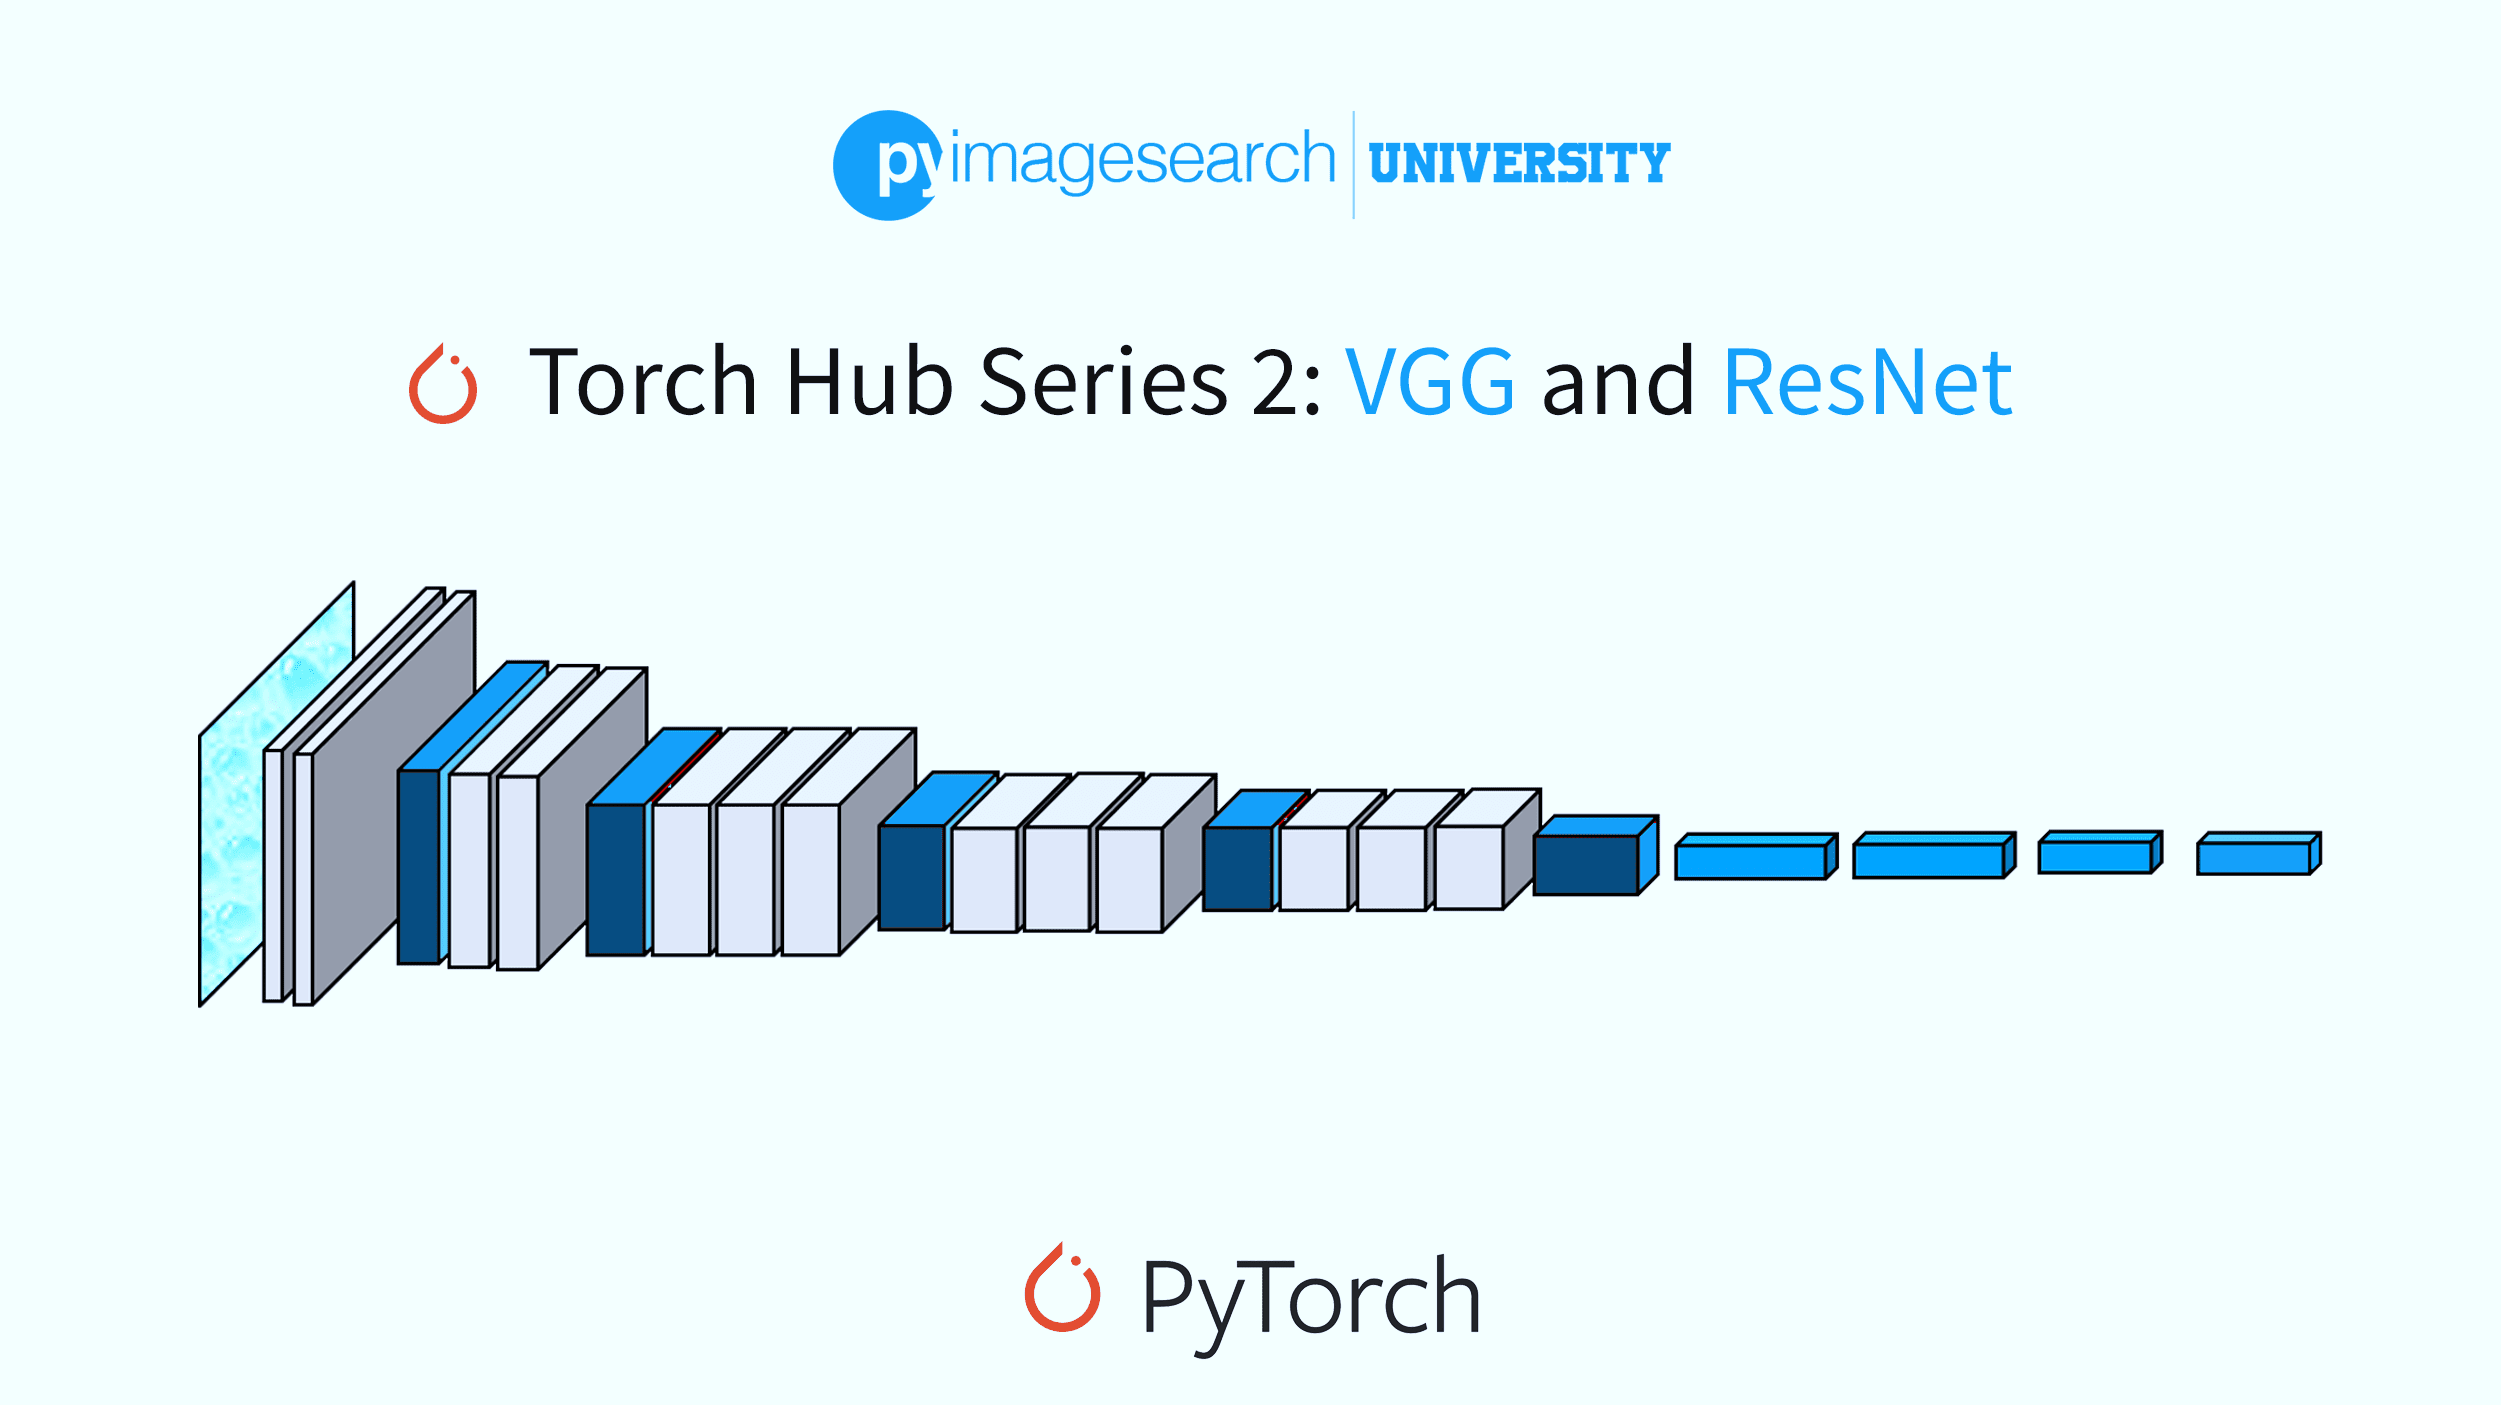 pyimagesearch UNIVERSITY
Torch Hub Series 2: VGG and ResNet
PyTorch